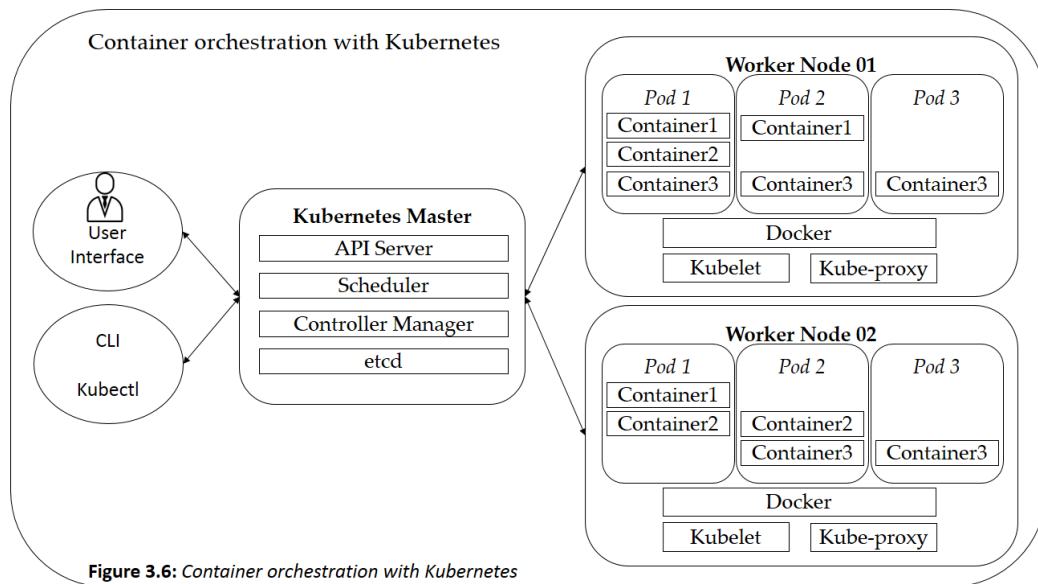 Container orchestration with Kubernetes
User
Interface
CLI
Kubectl
Kubernetes Master
API Server
Scheduler
Controller Manager
etcd
Worker Node 01
Pod 1
Container1
Container2
Container3
Pod 2
Container1
Container3
Pod 3
Container3
Docker
Kubelet
Kube-proxy
Worker Node 02
Pod 1
Container1
Container2
Pod 2
Container2
Container3
Pod 3
Container3
Docker
Kubelet
Kube-proxy
Figure 3.6: Container orchestration with Kubernetes